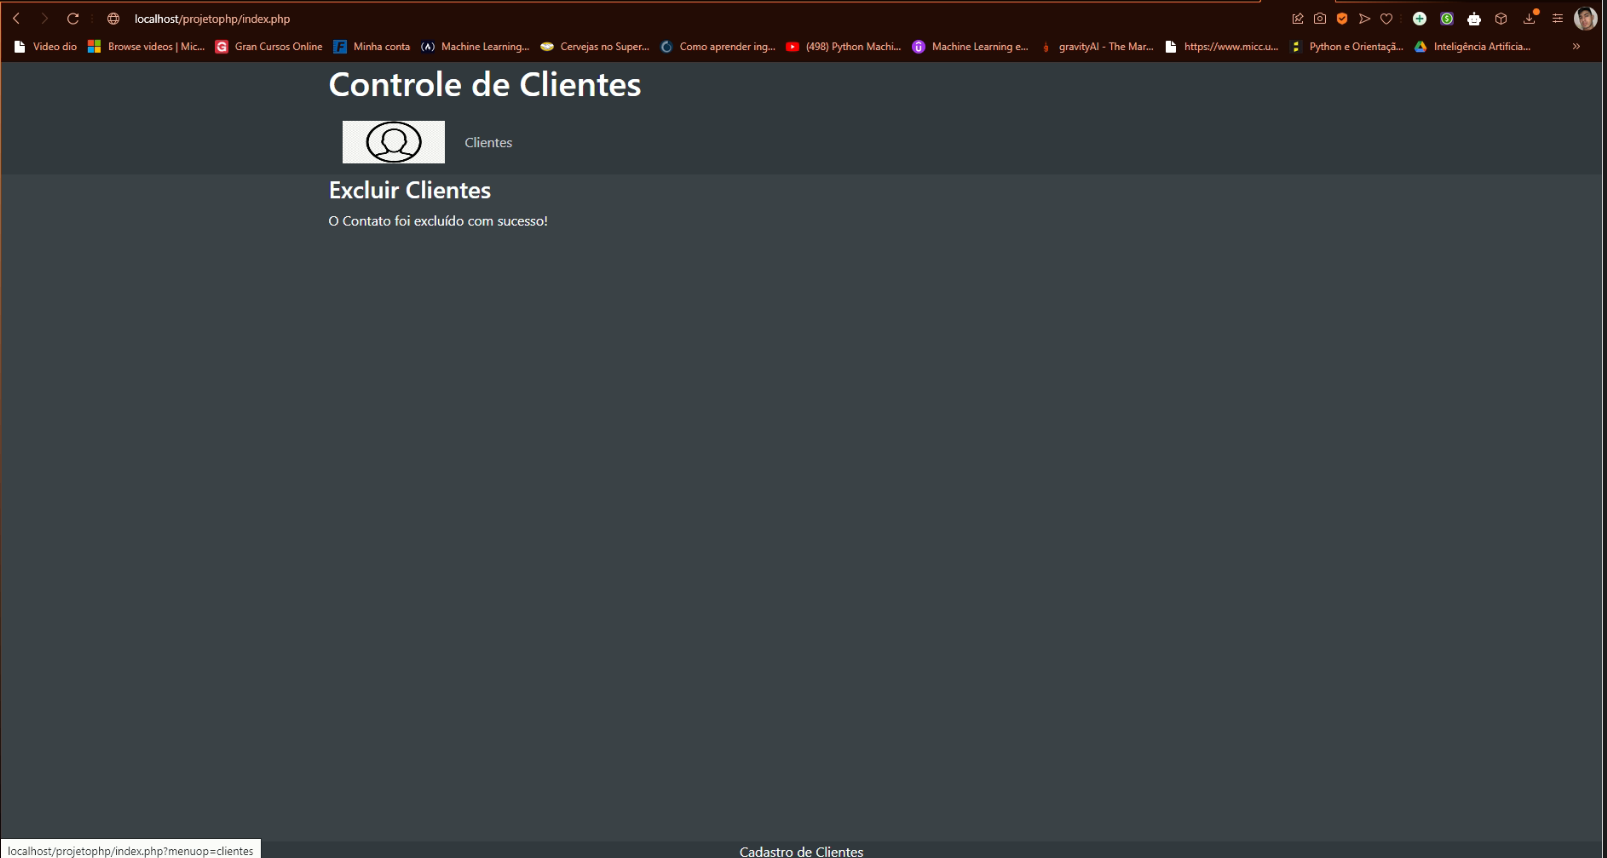 localhost/projetophp/index.php
Video dio Browse videos | Mic... Gran Cursos Online Minha conta Machine Learning... Cervejas no Super... Como aprender ing... (498) Python Machi... Machine Learning e... gravityAI - The Mar... https://www.micc.u... Python e Orientaçã... Inteligência Artificia... »
Controle de Clientes
Clientes
Excluir Clientes
O Contato foi excluído com sucesso!
localhost/projetophp/index.php?menuop=clientes
Cadastro de Clientes